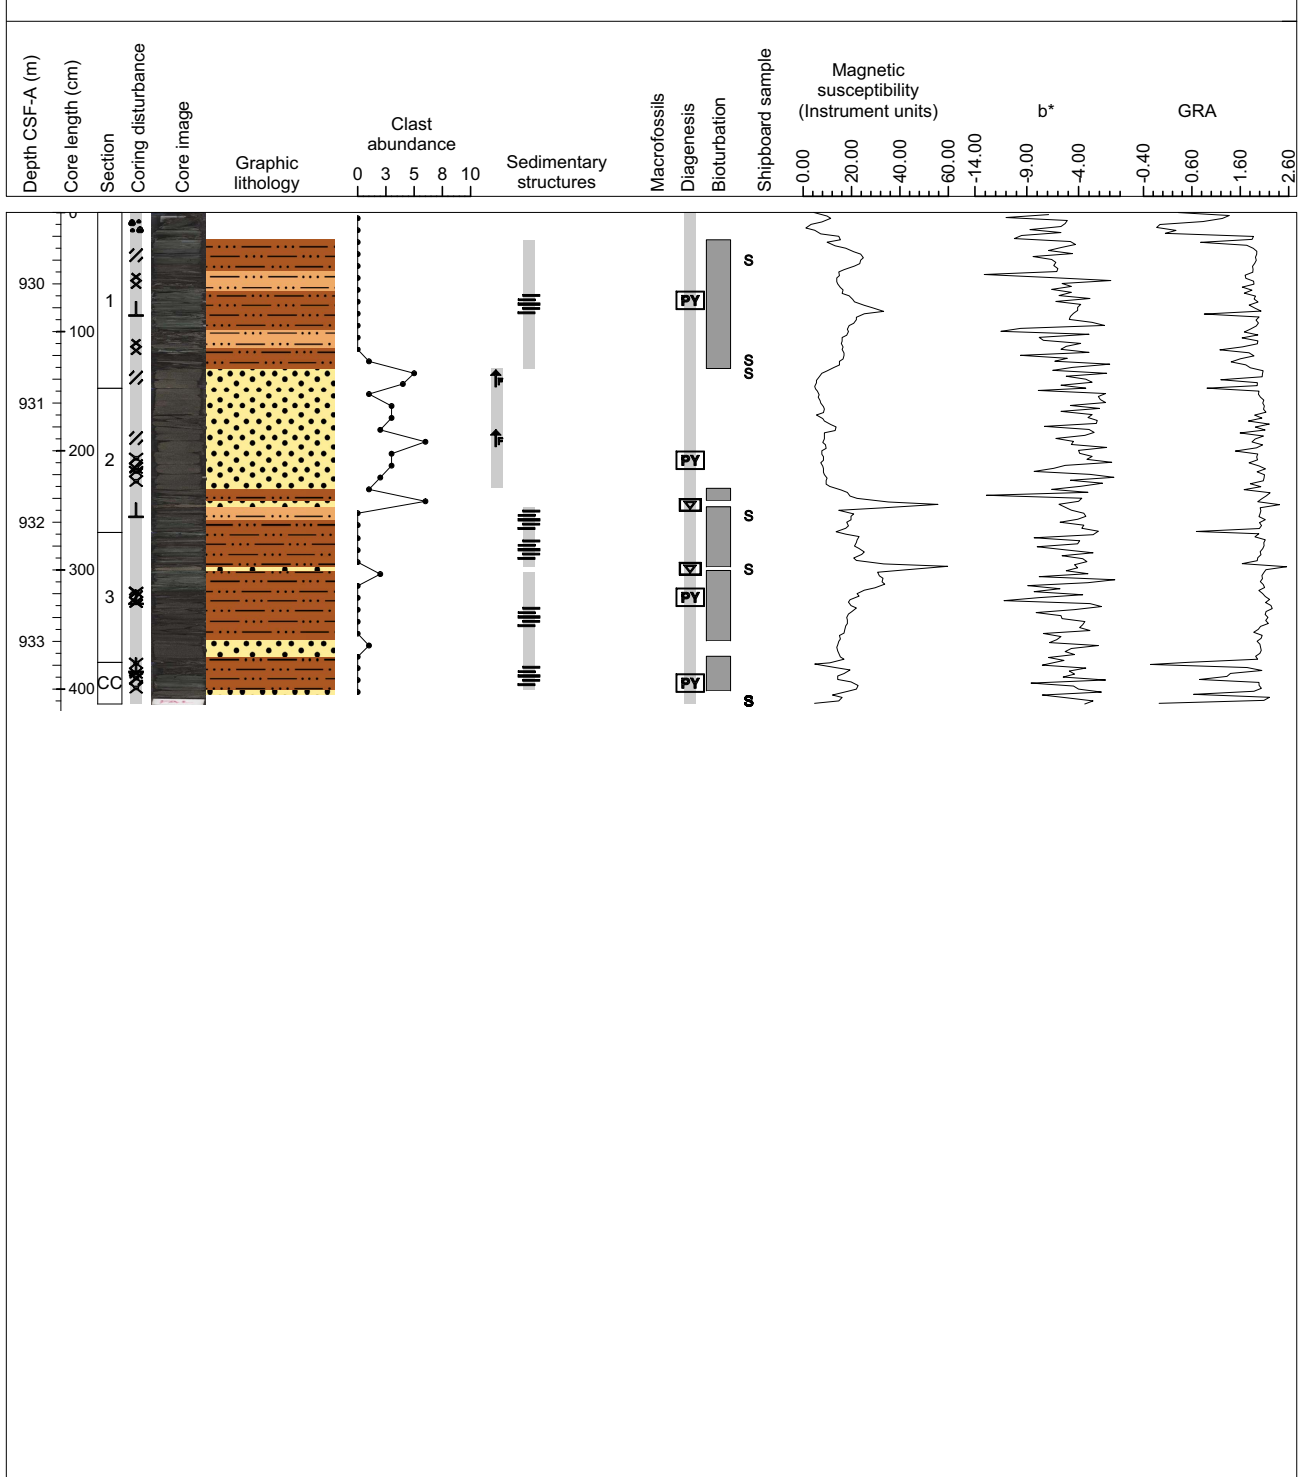 Depth CSF-A (m)
Core length (cm)
Section
Coring disturbance
Core image
Graphic
lithology
Clast
abundance
0 3 5 8 10
Sedimentary
structures
Macrofossils
Diagenesis
Bioturbation
Shipboard sample
Magnetic
susceptibility
(Instrument units)
0.00 20.00 40.00 60.00
b*
-14.00 -9.00 -4.00
GRA
-0.40 0.60 1.60 2.60
0
S
930
1
PY
100
S
S
931
200
2
PY
932
S
300
S
3
PY
933
CC
PY
400
S